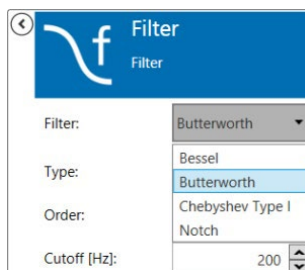 f
Filter
Filter
Filter: Butterworth
Bessel
Type: Butterworth
Order: Chebyshev Type I
Notch
Cutoff [Hz]: 200